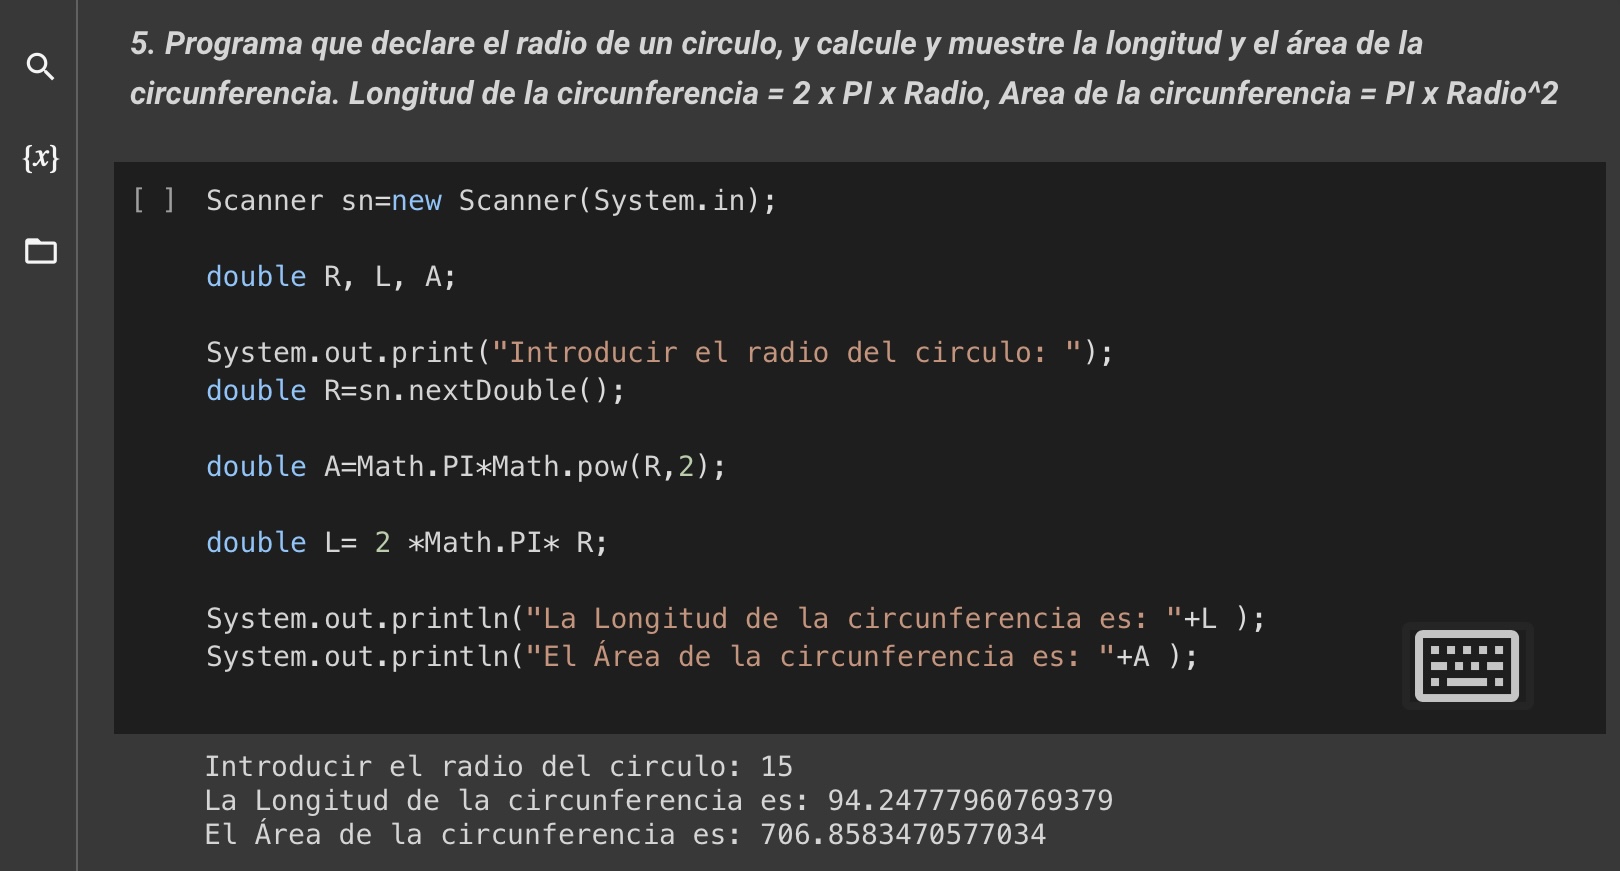 5. Programa que declare el radio de un circulo, y calcule y muestre la longitud y el área de la
circunferencia. Longitud de la circunferencia = 2 x PI x Radio, Area de la circunferencia = PI x Radio^2
{x}
[ ] Scanner sn=new Scanner(System.in);
double R, L, A;
System.out.print("Introducir el radio del circulo: ");
double R=sn.nextDouble();
double A=Math.PI*Math.pow(R,2);
double L= 2 *Math.PI* R;
System.out.println("La Longitud de la circunferencia es: "+L );
System.out.println("El Área de la circunferencia es: "+A );
Introducir el radio del circulo: 15
La Longitud de la circunferencia es: 94.24777960769379
El Área de la circunferencia es: 706.8583470577034